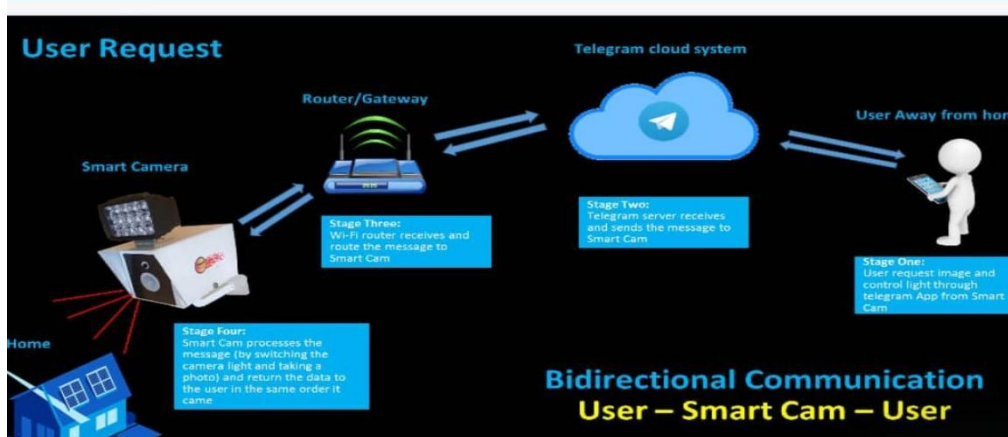 User Request
Telegram cloud system
Router/Gateway
User Away from hom
Smart Camera
Stage Three:
Wi-Fi router receives and
route the message to
Smart Cam
Stage Two:
Telegram server receives
and sends the message to
Smart Cam
Stage One:
User request image and
control light through
telegram App from Smart
Cam
Stage Four:
Smart Cam processes the
message (by switching the
camera light and taking a
photo) and return the data to
the user in the same order it
came
Home
Bidirectional Communication
User – Smart Cam – User